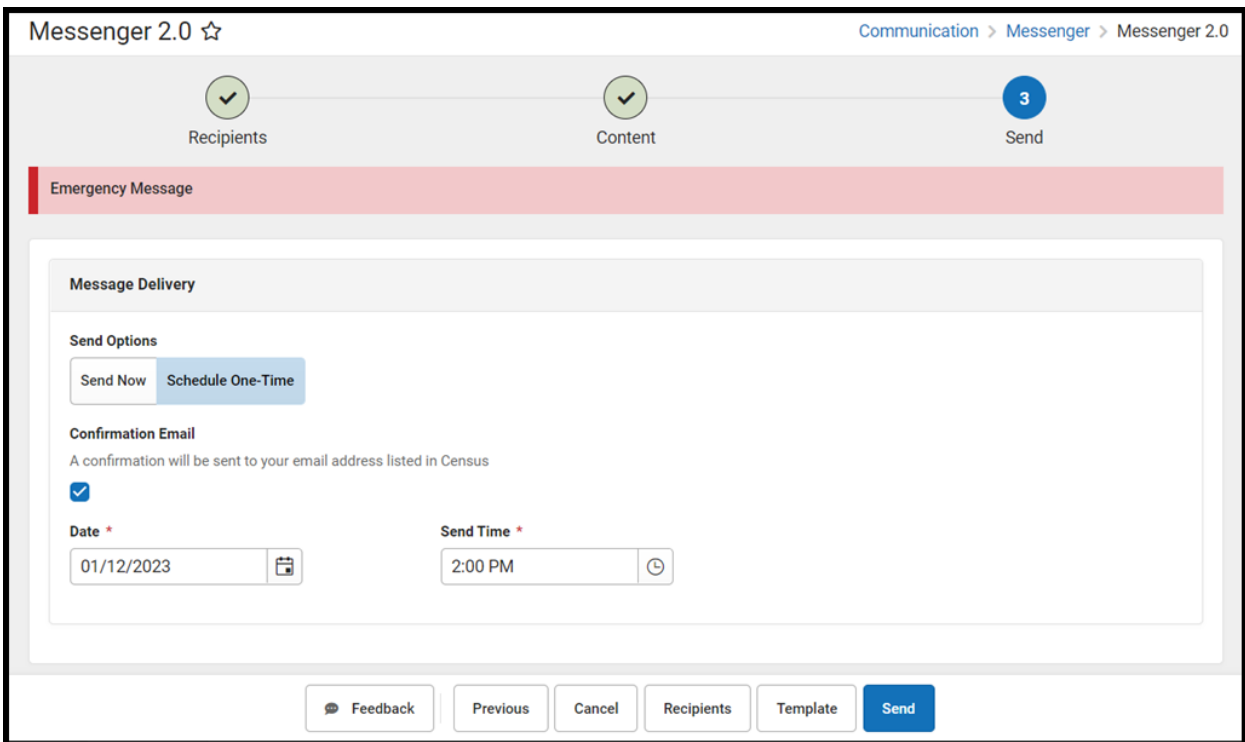 Messenger 2.0
Communication > Messenger > Messenger 2.0
3
Recipients
Content
Send
Emergency Message
Message Delivery
Send Options
Send Now
Schedule One-Time
Confirmation Email
A confirmation will be sent to your email address listed in Census
Date *
Send Time *
01/12/2023
2:00 PM
Feedback
Previous
Cancel
Recipients
Template
Send